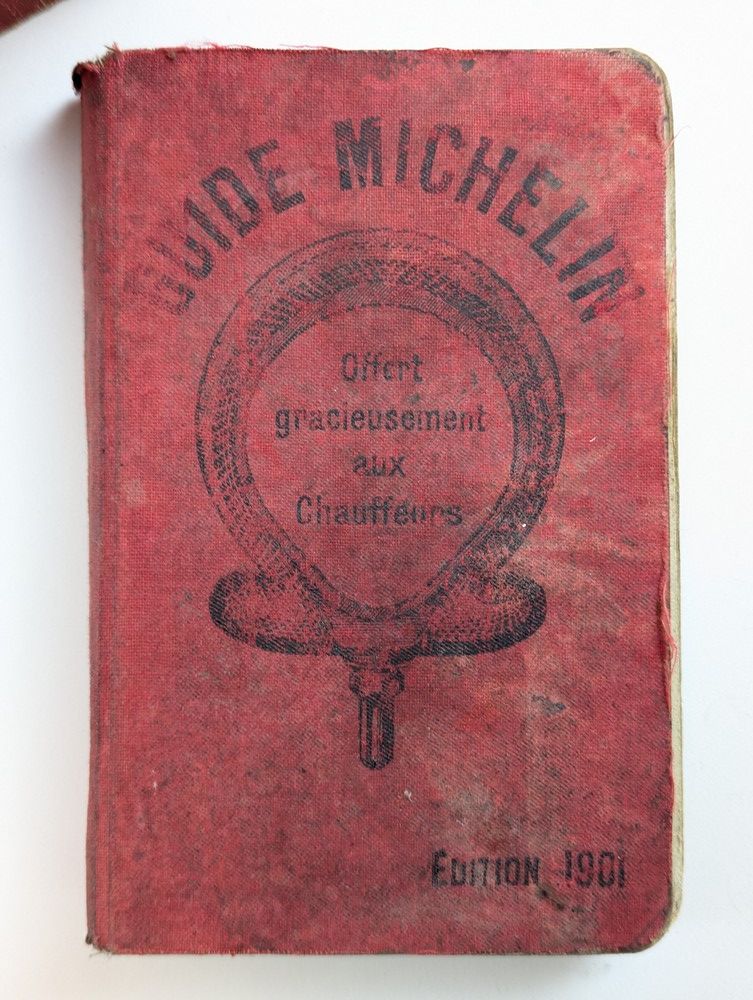 GUIDE MICHELIN
Offert
gracieusement
aux
Chauffeurs
EDITION 1901